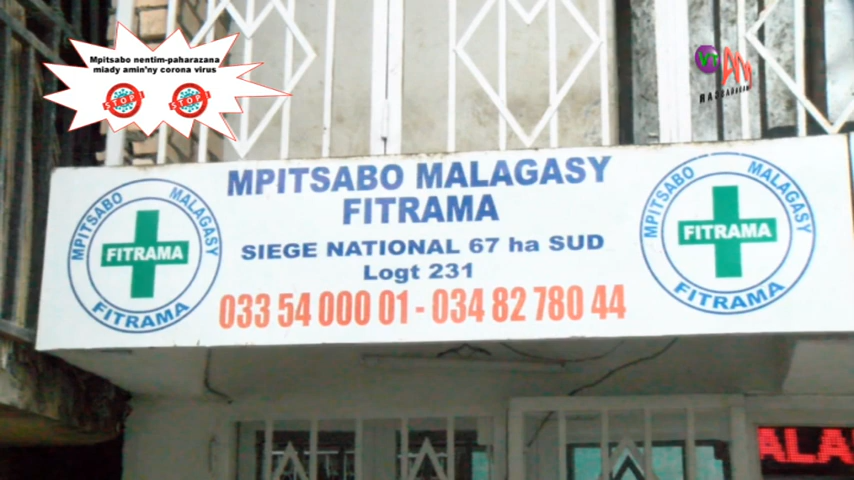 Mpitsabo nentim-paharazana
miady amin'ny corona virus
STOP!
STOP!
MPITSABO MALAGASY
FITRAMA
SIEGE NATIONAL 67 ha SUD
Logt 231
033 54 000 01 - 034 82 780 44
MPITSABO MALAGASY
FITRAMA
FITRAMA
MPITSABO MALAGASY
FITRAMA
FITRAMA